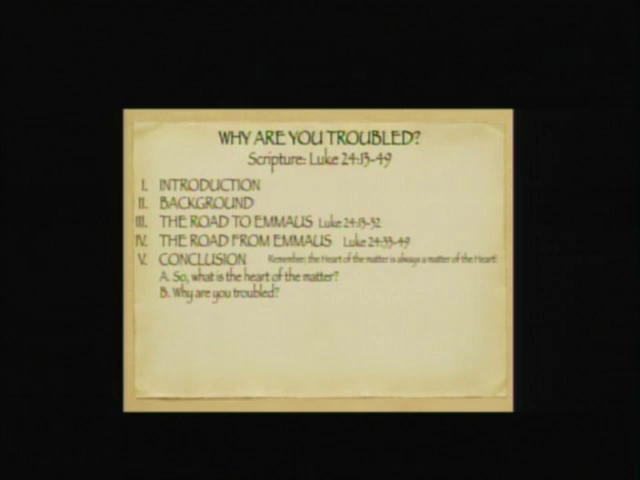 WHY ARE YOU TROUBLED?
Scripture: Luke 24:13-49
I. INTRODUCTION
II. BACKGROUND
III. THE ROAD TO EMMAUS Luke 24:13-32
IV. THE ROAD FROM EMMAUS Luke 24:33-49
V. CONCLUSION Remember: the Heart of the matter is always a matter of the Heart!
A. So, what is the heart of the matter?
B. Why are you troubled?